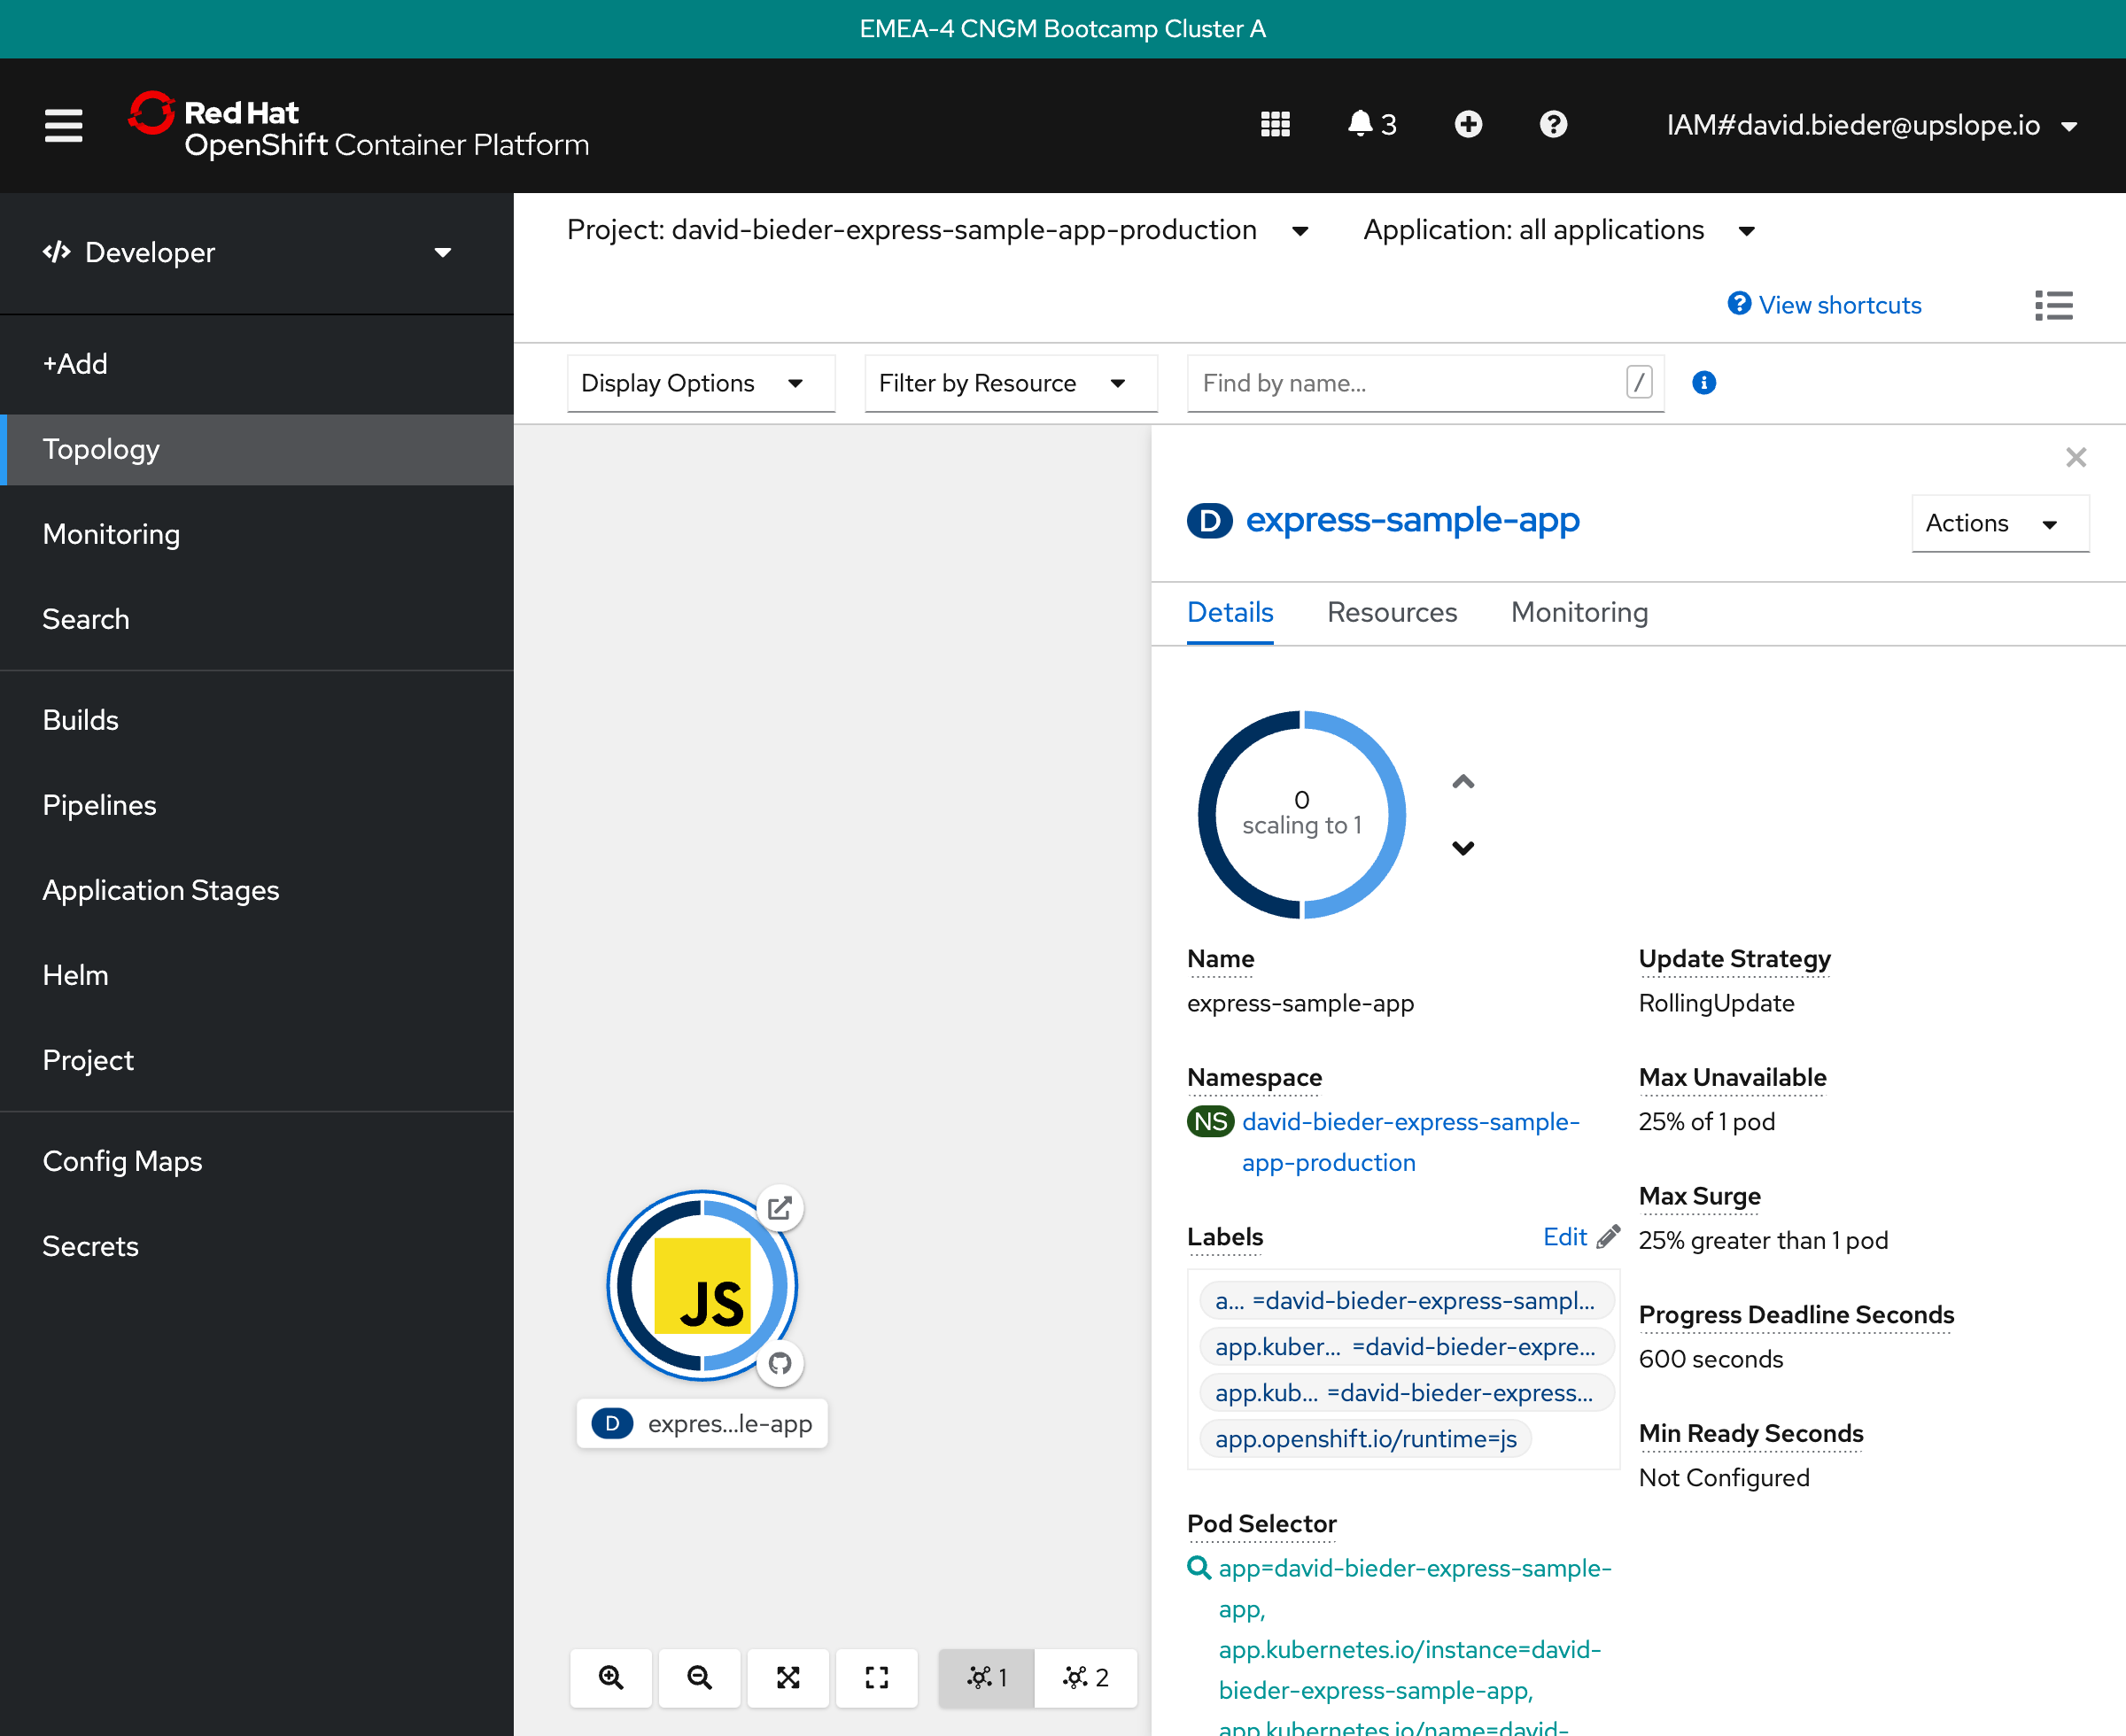 EMEA-4 CNGM Bootcamp Cluster A
Red Hat
OpenShift Container Platform
3
IAM#david.bieder@upslope.io
Developer
+Add
Topology
Monitoring
Search
Builds
Pipelines
Application Stages
Helm
Project
Config Maps
Secrets
Project: david-bieder-express-sample-app-production
Application: all applications
View shortcuts
Display Options
Filter by Resource
Find by name...
/
JS
D expres...le-app
1
2
D express-sample-app
Actions
Details
Resources
Monitoring
0
scaling to 1
Name
express-sample-app
Namespace
NS david-bieder-express-sample-
app-production
Labels
Edit
a... =david-bieder-express-sampl...
app.kuber... =david-bieder-expre...
app.kub... =david-bieder-express...
app.openshift.io/runtime=js
Pod Selector
app=david-bieder-express-sample-
app,
app.kubernetes.io/instance=david-
bieder-express-sample-app,
app.kubernetes.io/name=david-
Update Strategy
RollingUpdate
Max Unavailable
25% of 1 pod
Max Surge
25% greater than 1 pod
Progress Deadline Seconds
600 seconds
Min Ready Seconds
Not Configured